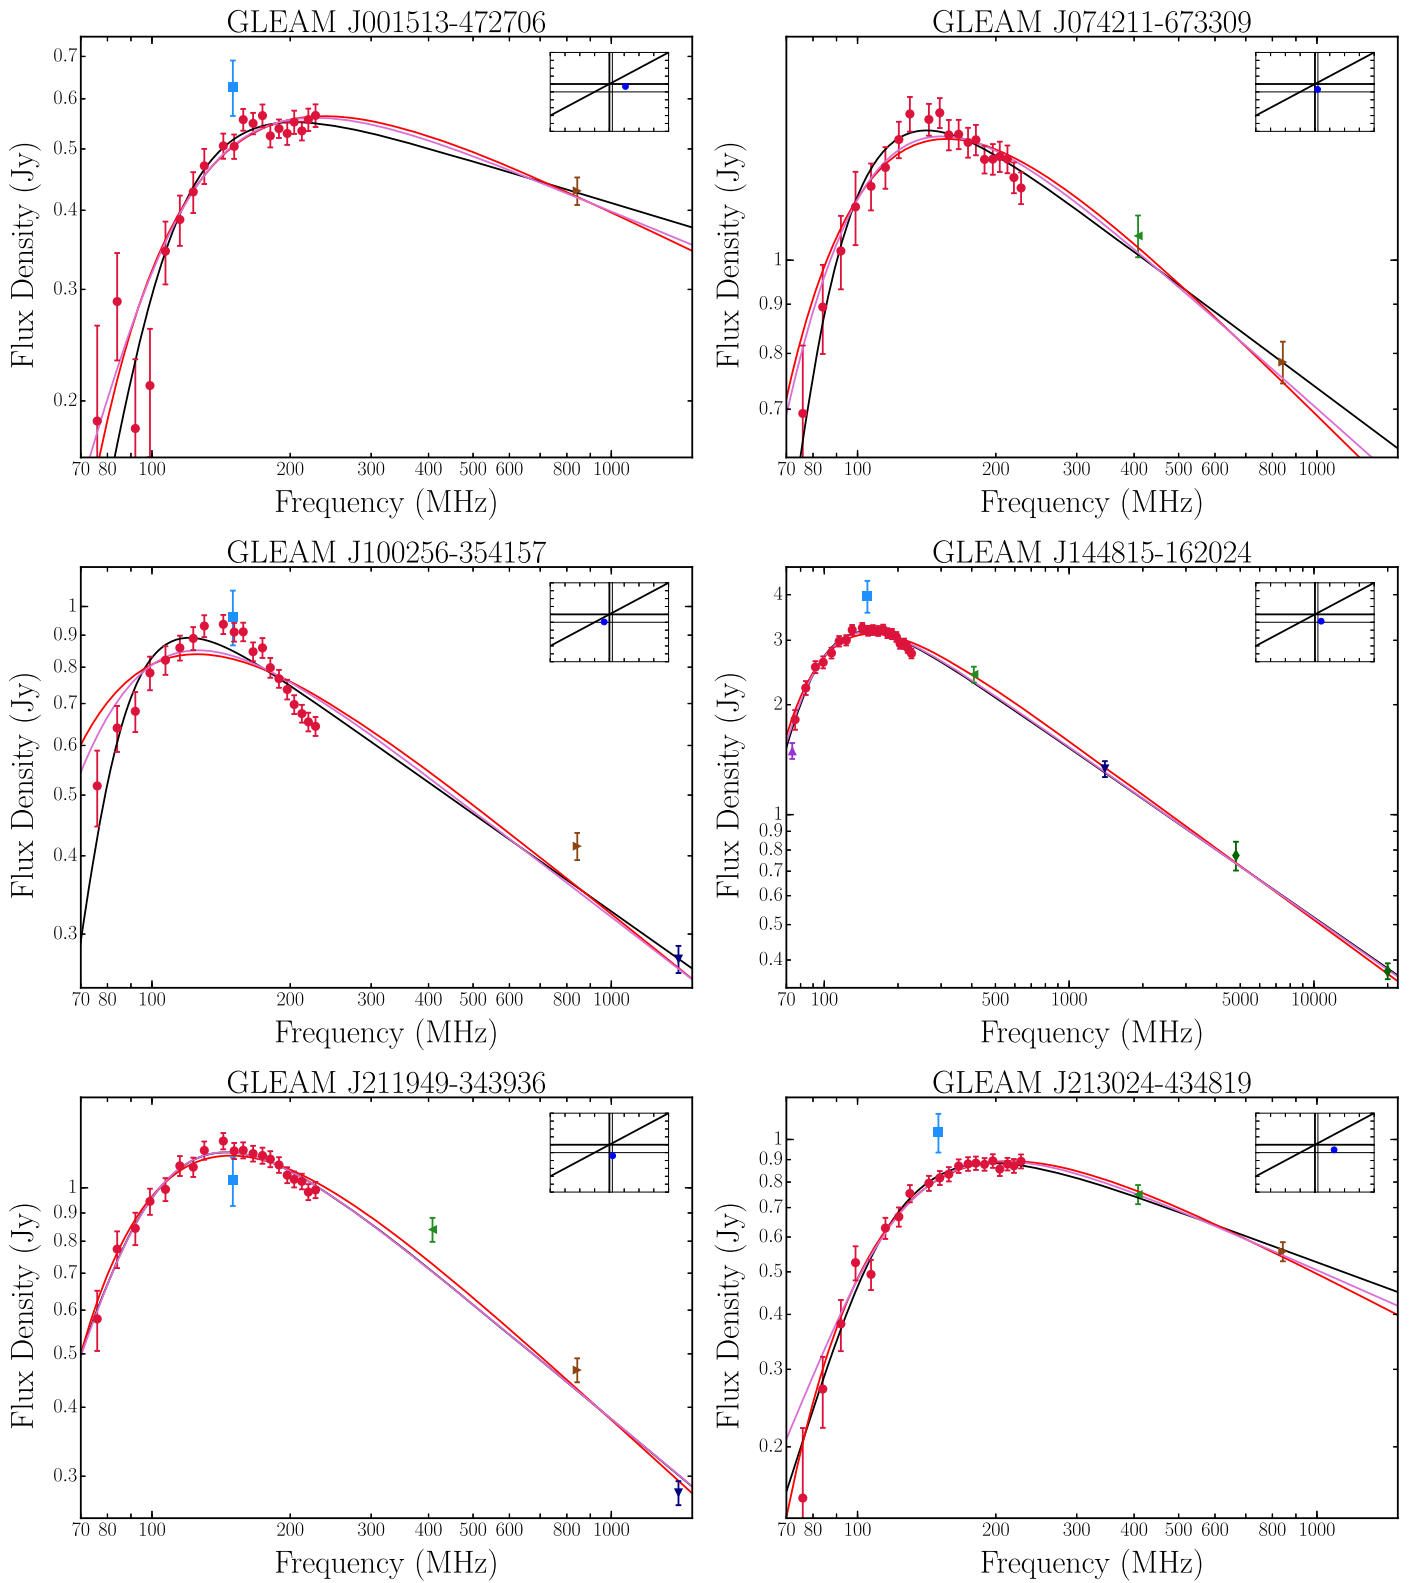 GLEAM J001513-472706
0.7
0.6
0.5
0.4
0.3
0.2
Flux Density (Jy)
70 80 100 200 300 400 500 600 800 1000
Frequency (MHz)
GLEAM J074211-673309
1
0.9
0.8
0.7
Flux Density (Jy)
70 80 100 200 300 400 500 600 800 1000
Frequency (MHz)
GLEAM J100256-354157
1
0.9
0.8
0.7
0.6
0.5
0.4
0.3
Flux Density (Jy)
70 80 100 200 300 400 500 600 800 1000
Frequency (MHz)
GLEAM J144815-162024
4
3
2
1
0.9
0.8
0.7
0.6
0.5
0.4
Flux Density (Jy)
70 100 500 1000 5000 10000
Frequency (MHz)
GLEAM J211949-343936
1
0.9
0.8
0.7
0.6
0.5
0.4
0.3
Flux Density (Jy)
70 80 100 200 300 400 500 600 800 1000
Frequency (MHz)
GLEAM J213024-434819
1
0.9
0.8
0.7
0.6
0.5
0.4
0.3
0.2
Flux Density (Jy)
70 80 100 200 300 400 500 600 800 1000
Frequency (MHz)